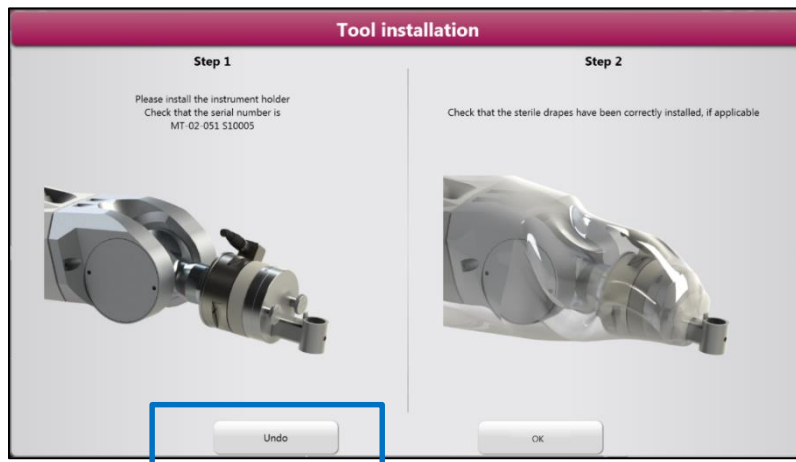 Tool installation
Step 1
Please install the instrument holder
Check that the serial number is
MT-02-051 S10005
Step 2
Check that the sterile drapes have been correctly installed, if applicable
Undo
OK